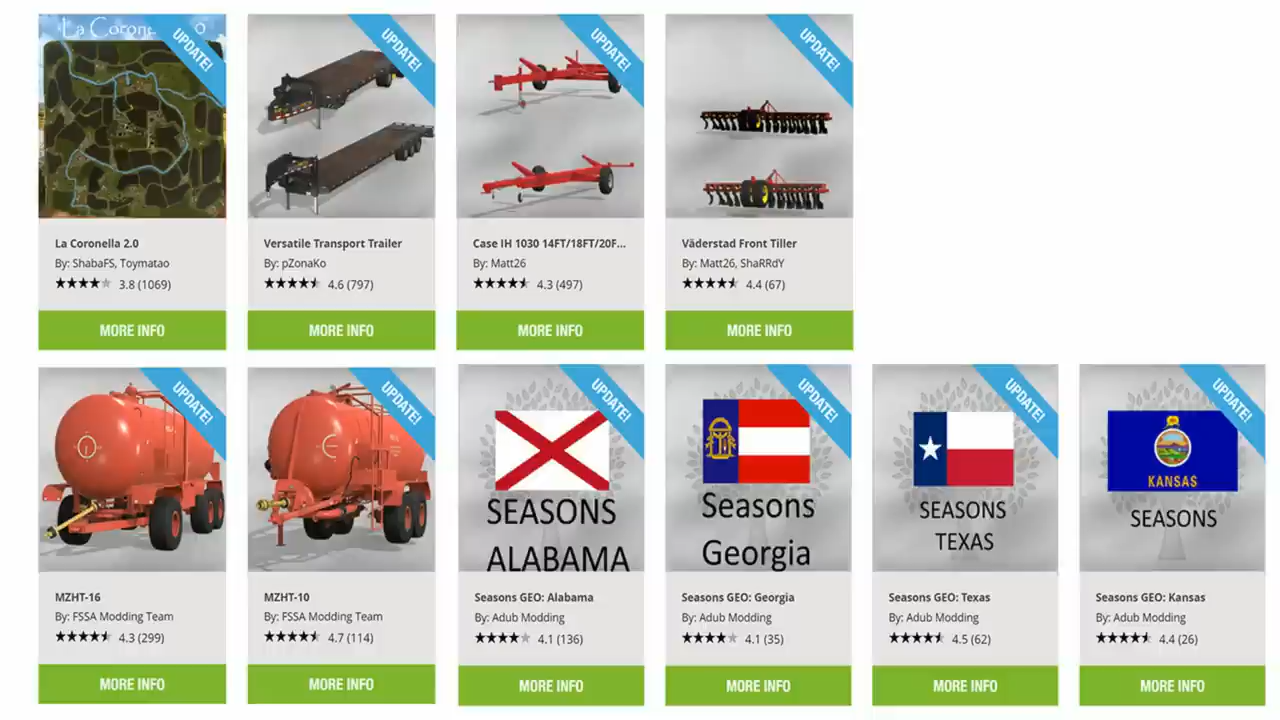 La Corone
UPDATE!
UPDATE!
UPDATE!
UPDATE!
La Coronella 2.0
By: ShabaFS, Toymatao
3.8 (1069)
MORE INFO
Versatile Transport Trailer
By: pZonaKo
4.6 (797)
MORE INFO
Case IH 1030 14FT/18FT/20F...
By: Matt26
4.3 (497)
MORE INFO
Väderstad Front Tiller
By: Matt26, ShaRRdY
4.4 (67)
MORE INFO
UPDATE!
UPDATE!
UPDATE!
SEASONS
ALABAMA
UPDATE!
Seasons
Georgia
UPDATE!
SEASONS
TEXAS
UPDATE!
KANSAS
SEASONS
MZHT-16
By: FSSA Modding Team
4.3 (299)
MORE INFO
MZHT-10
By: FSSA Modding Team
4.7 (114)
MORE INFO
Seasons GEO: Alabama
By: Adub Modding
4.1 (136)
MORE INFO
Seasons GEO: Georgia
By: Adub Modding
4.1 (35)
MORE INFO
Seasons GEO: Texas
By: Adub Modding
4.5 (62)
MORE INFO
Seasons GEO: Kansas
By: Adub Modding
4.4 (26)
MORE INFO